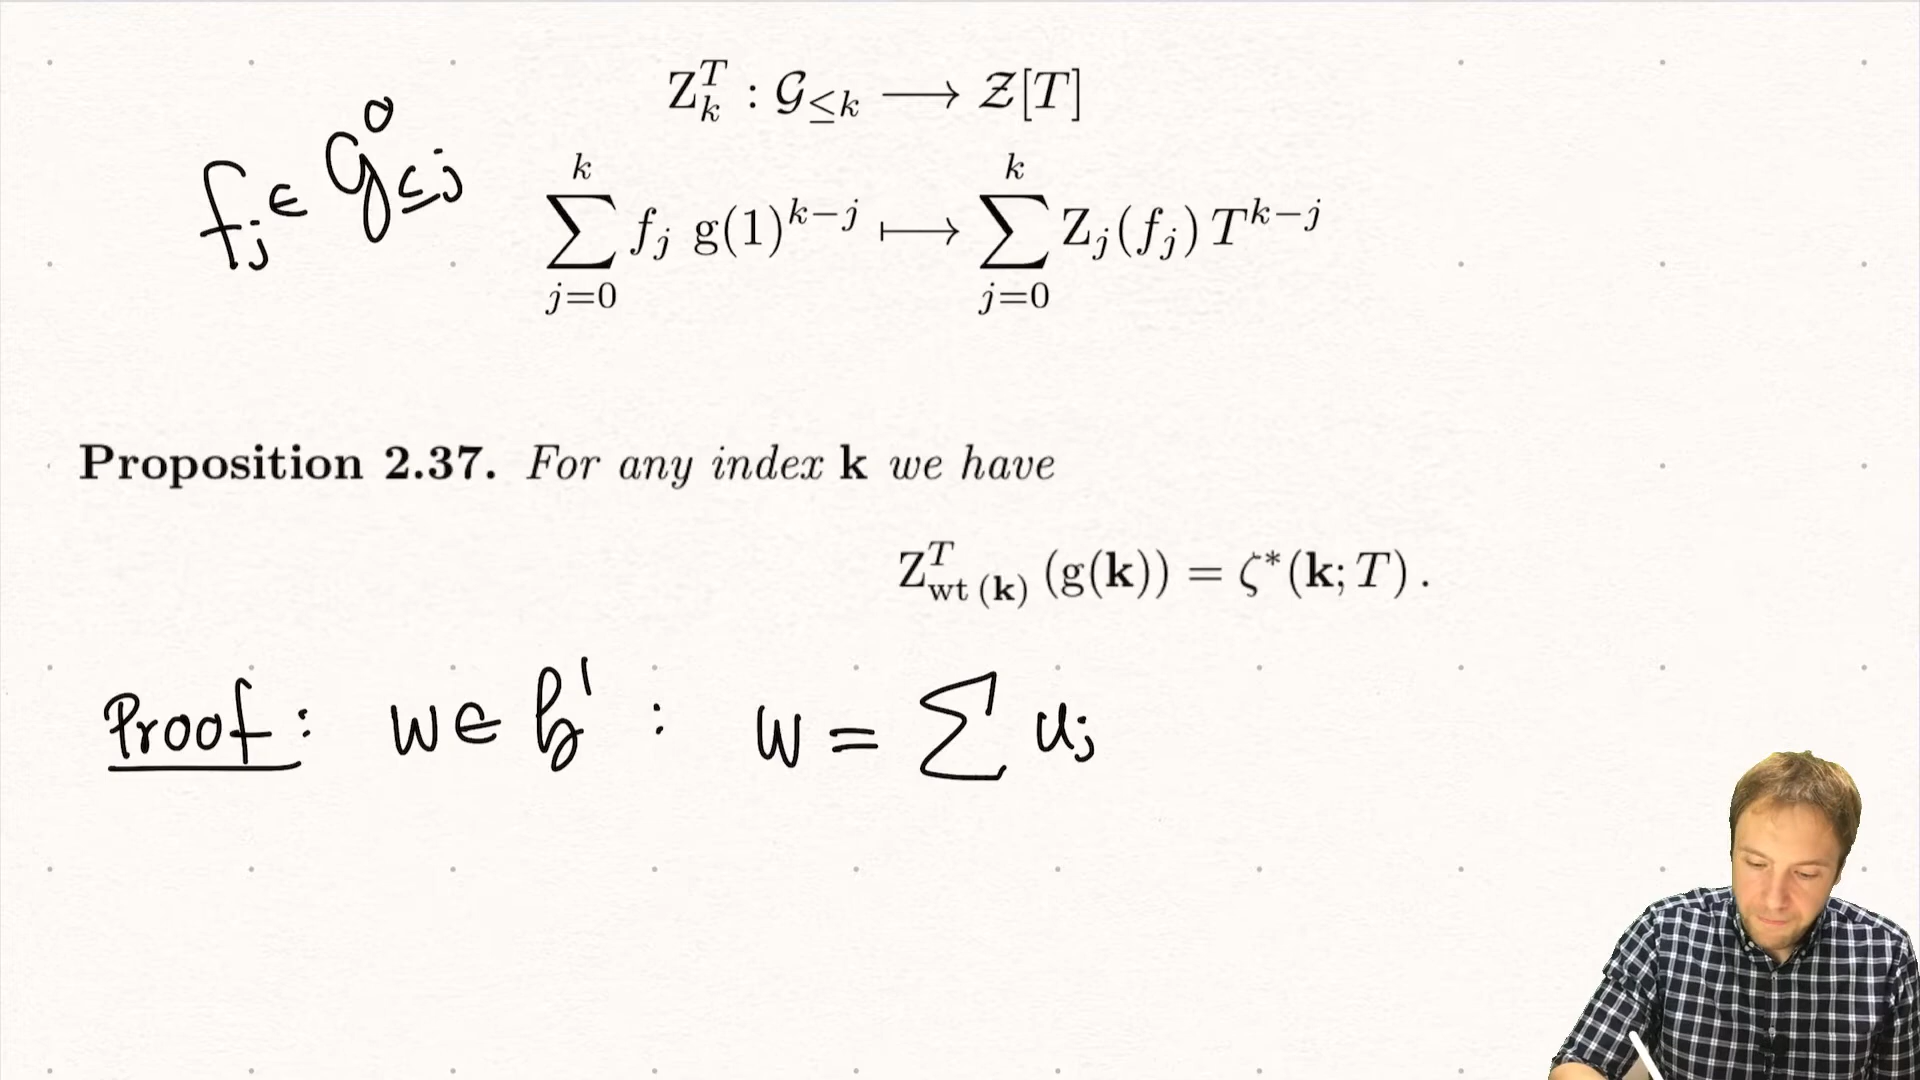 Z_k^T : 𝒢_{≤k} ⟶ 𝒵[T]
f_j ∈ 𝒢^0_{≤j}
∑_{j=0}^{k} f_j g(1)^{k−j} ⟼ ∑_{j=0}^{k} Z_j(f_j) T^{k−j}
Proposition 2.37. For any index k we have
Z^T_{wt (k)} (g(k)) = ζ*(k; T) .
Proof : w ∈ 𝔥^1 : w = ∑ u_j